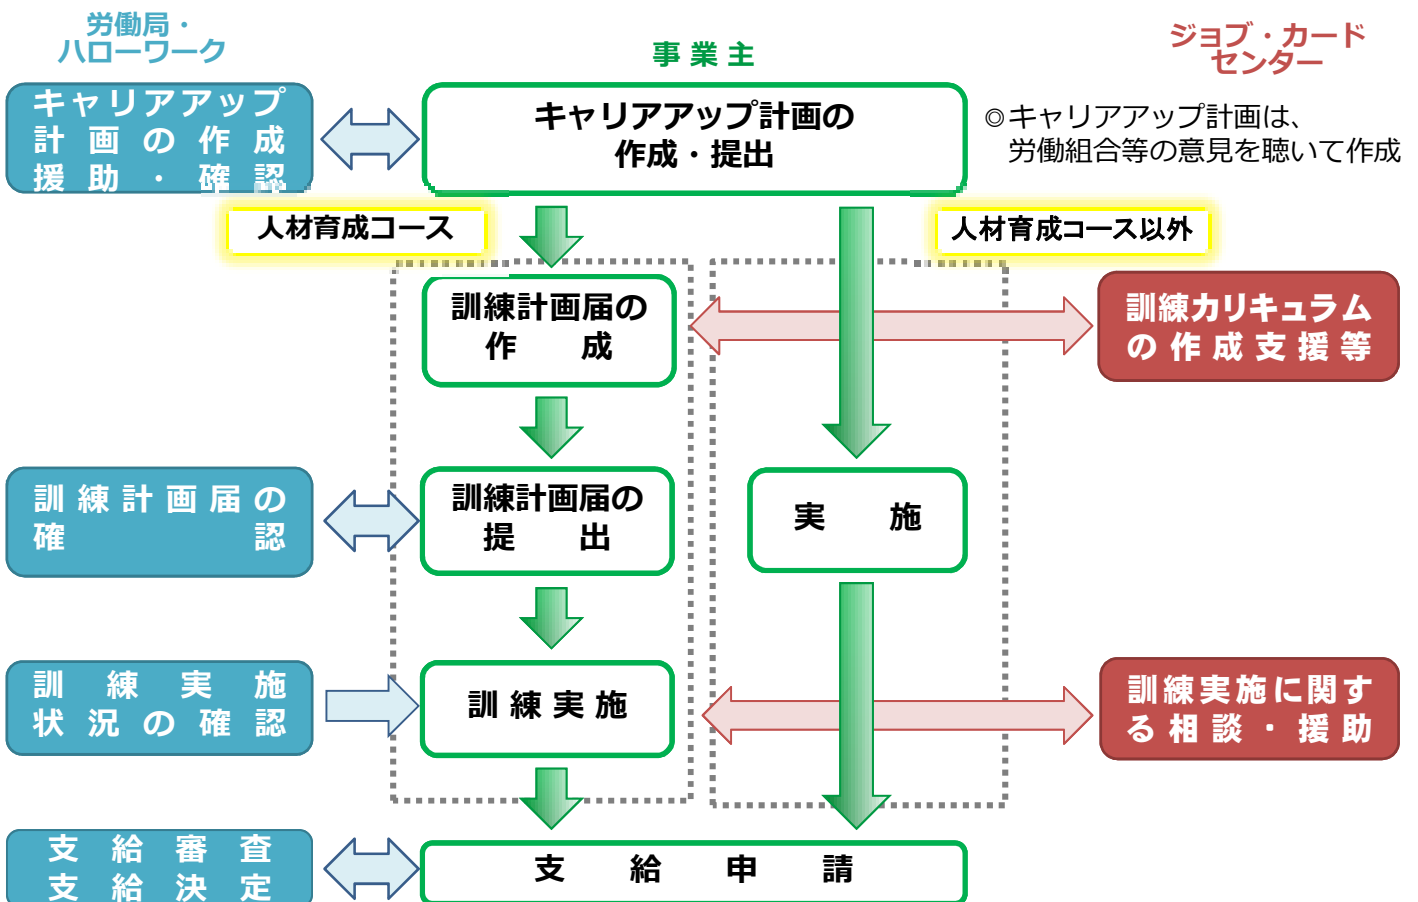 労働局・
ハローワーク
事業主
ジョブ・カード
センター
キャリアアップ
計画の作成
援助・確認
キャリアアップ計画の
作成・提出
◎キャリアアップ計画は、
労働組合等の意見を聴いて作成
人材育成コース
人材育成コース以外
訓練計画届の
作成
訓練カリキュラム
の作成支援等
訓練計画届の
確認
訓練計画届の
提出
実施
訓練実施
状況の確認
訓練実施
訓練実施に関す
る相談・援助
支給審査
支給決定
支給申請